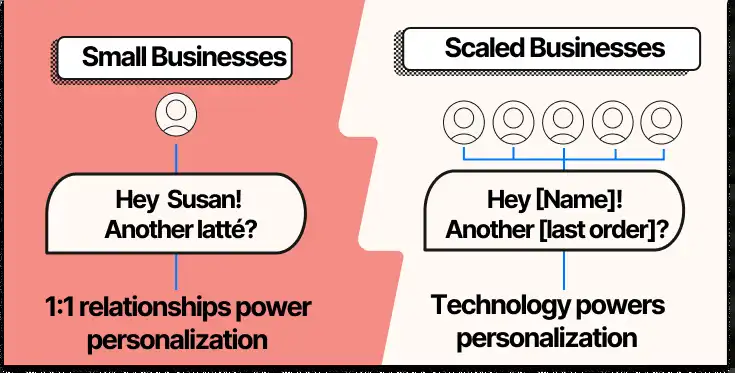 Small Businesses
Hey Susan!
Another latté?
1:1 relationships power
personalization
Scaled Businesses
Hey [Name]!
Another [last order]?
Technology powers
personalization